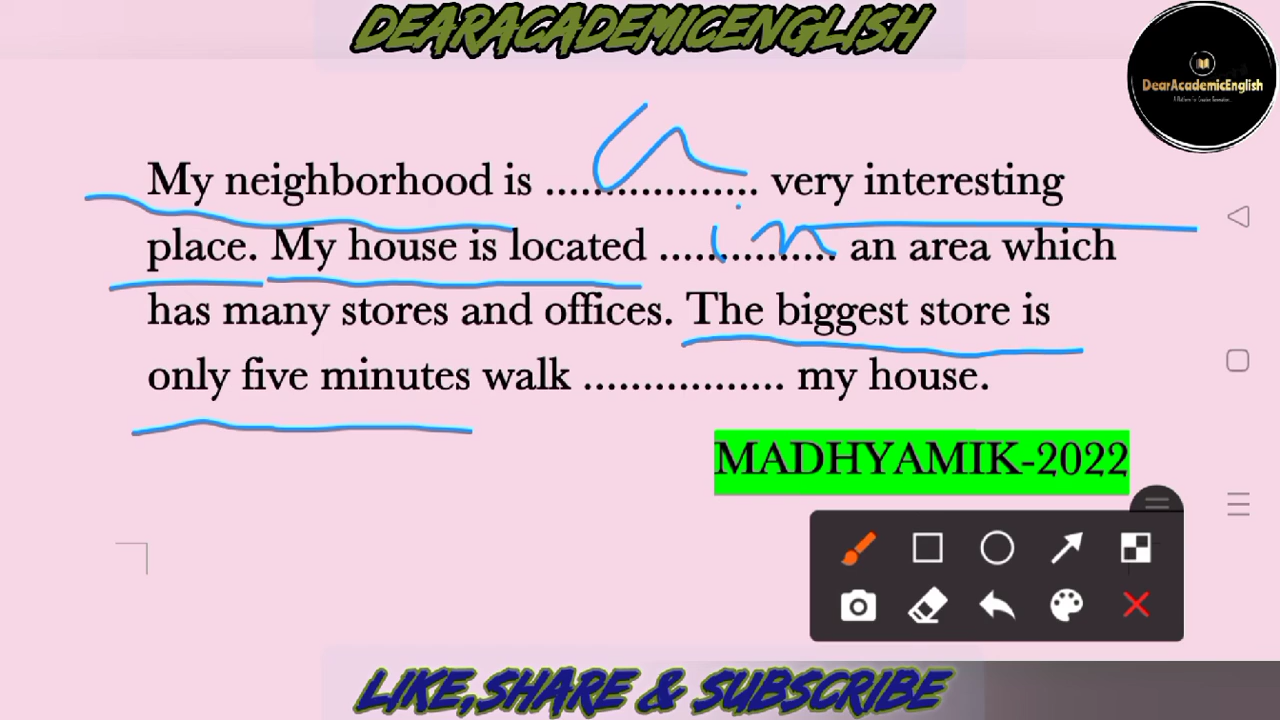 DEARACADEMICENGLISH
DearAcademicEnglish
a
My neighborhood is .................. very interesting
in
place. My house is located ............... an area which
has many stores and offices. The biggest store is
only five minutes walk ................. my house.
MADHYAMIK-2022
LIKE,SHARE & SUBSCRIBE